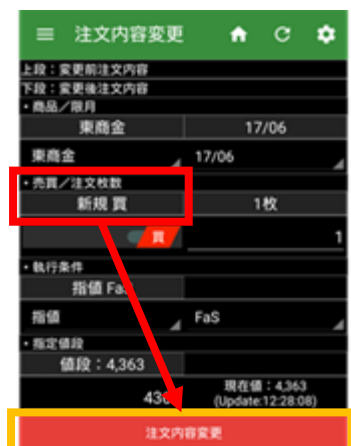 注文内容変更
上段：変更前注文内容
下段：変更後注文内容
・商品／限月
東商金 17/06
東商金 17/06
・売買／注文枚数
新規 買 1枚
買 1
・執行条件
指値 FaS
指値 FaS
・指定値段
値段：4,363
現在値：4,363
(Update:12:28:08)
注文内容変更